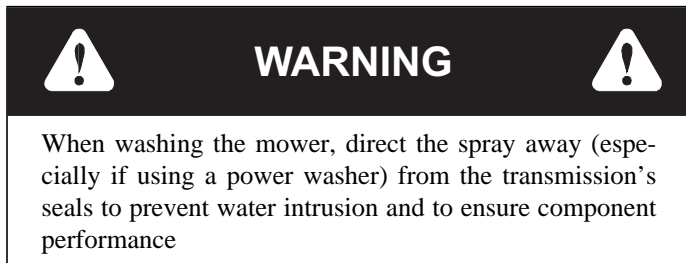 WARNING
When washing the mower, direct the spray away (espe-
cially if using a power washer) from the transmission’s
seals to prevent water intrusion and to ensure component
performance